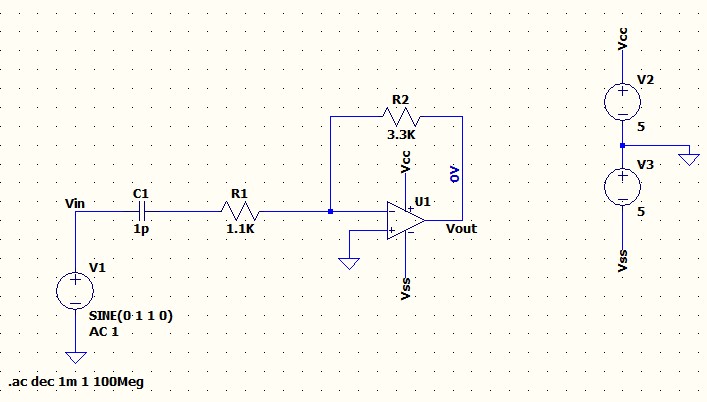 Vcc
V2
5
R2
3.3K
0V
Vcc
V3
5
C1
R1
U1
Vin
1p
1.1K
Vout
V1
Vss
Vss
SINE(0 1 1 0)
AC 1
.ac dec 1m 1 100Meg